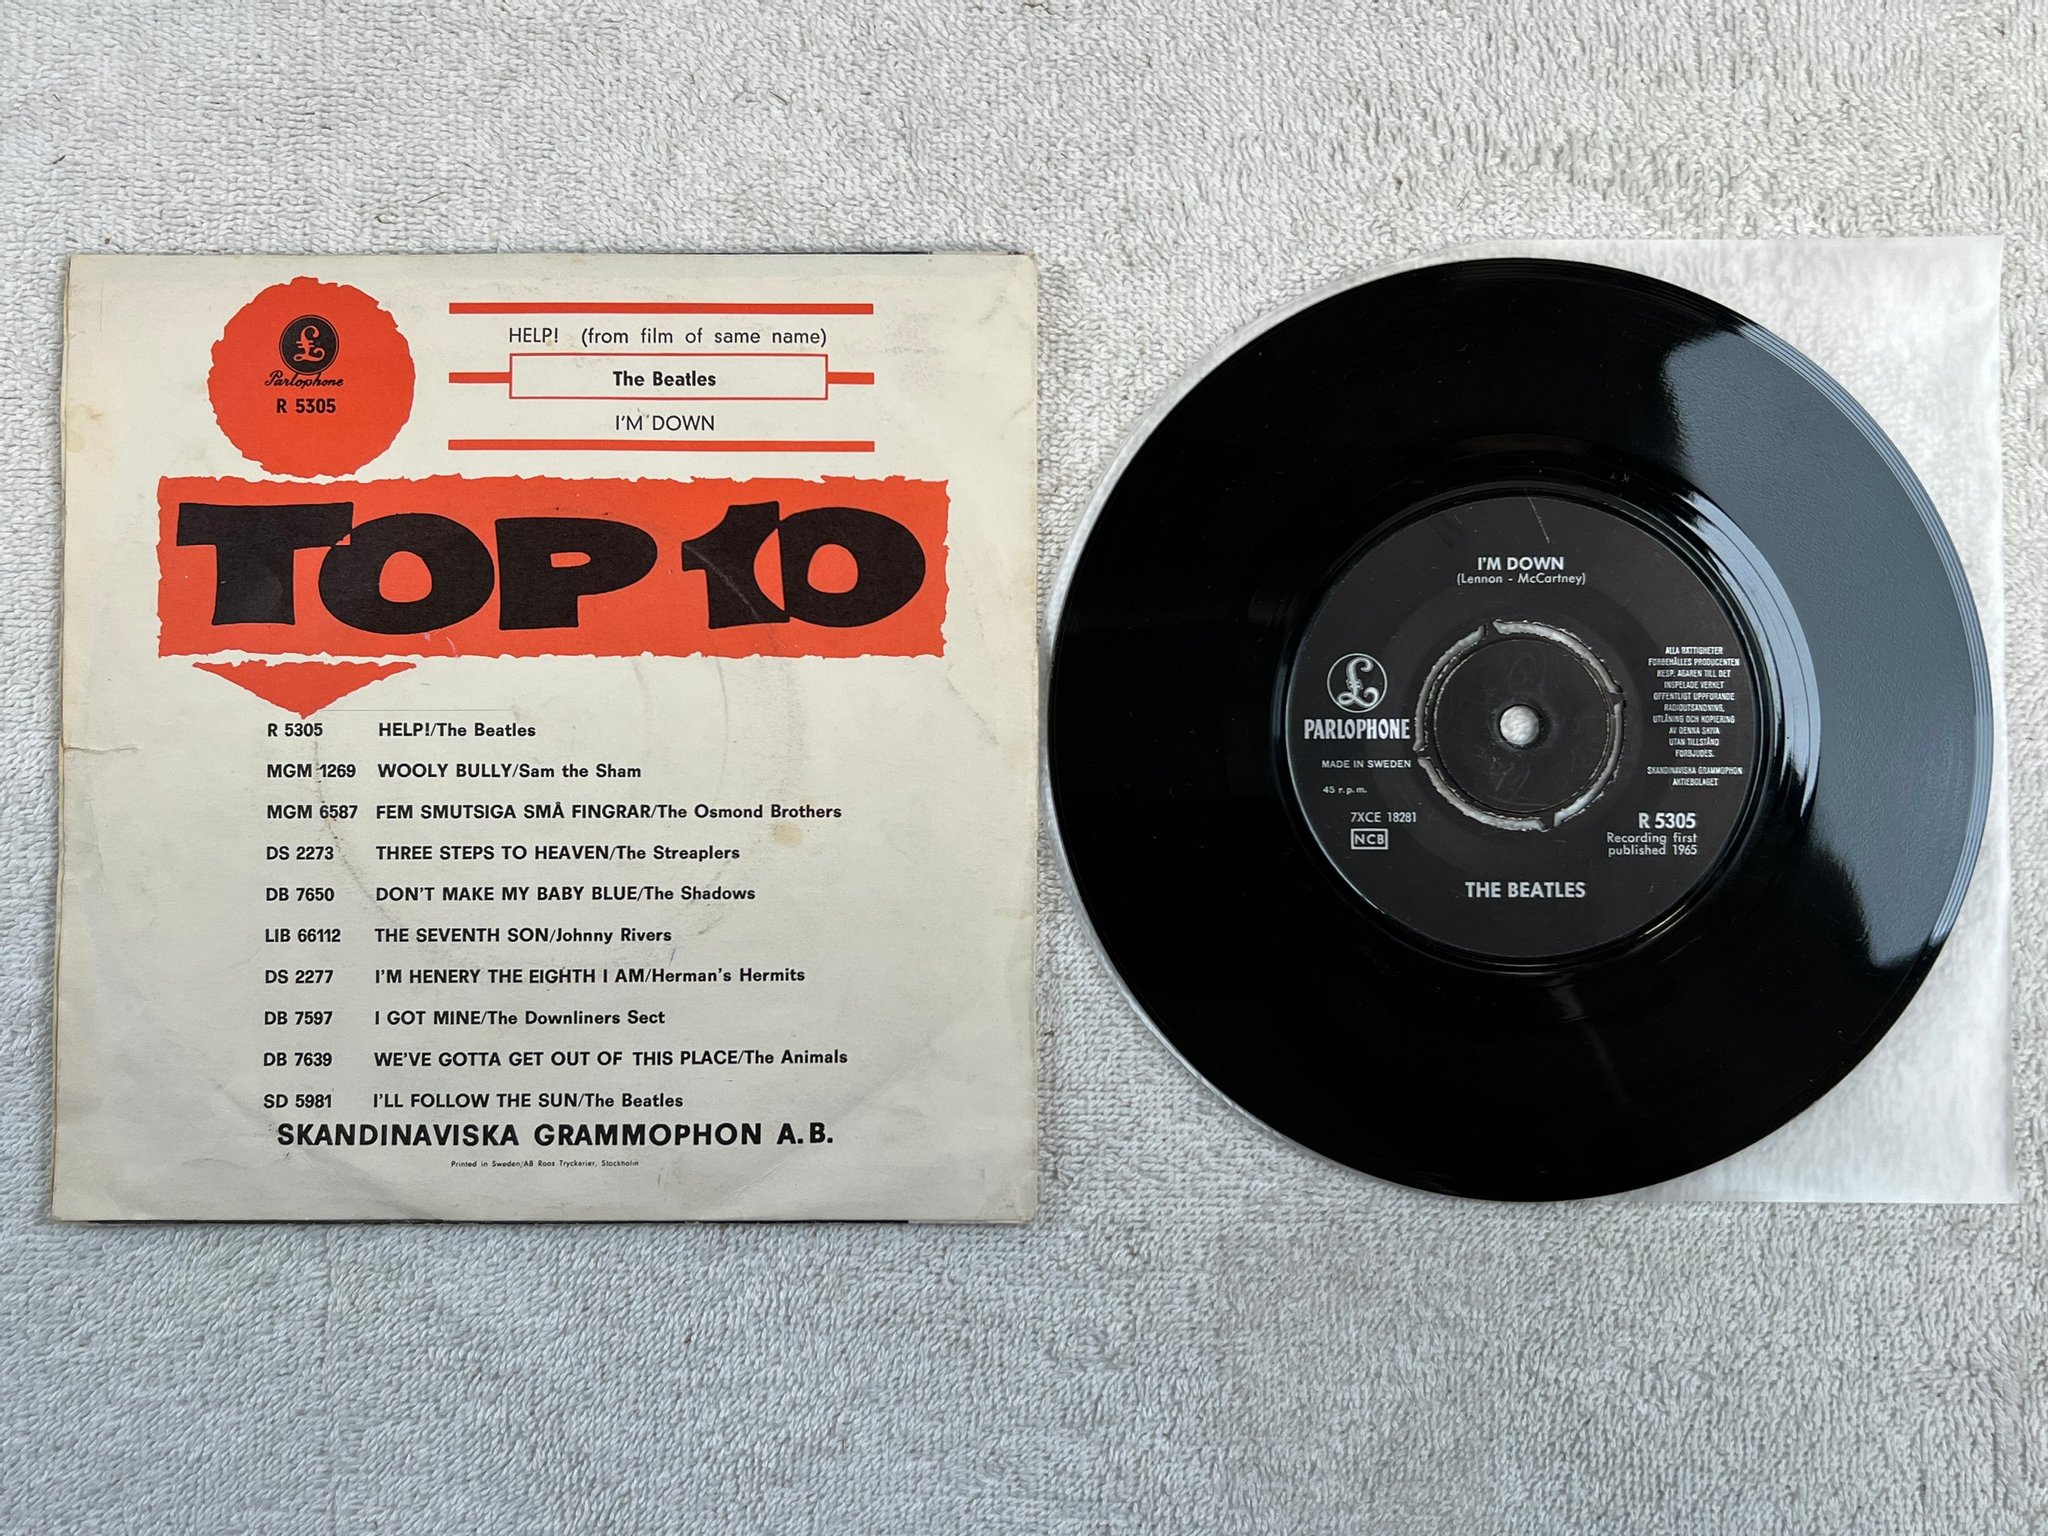 £
Parlophone
R 5305
HELP! (from film of same name)
The Beatles
I'M DOWN
TOP 10
R 5305 HELP!/The Beatles
MGM 1269 WOOLY BULLY/Sam the Sham
MGM 6587 FEM SMUTSIGA SMÅ FINGRAR/The Osmond Brothers
DS 2273 THREE STEPS TO HEAVEN/The Streaplers
DB 7650 DON'T MAKE MY BABY BLUE/The Shadows
LIB 66112 THE SEVENTH SON/Johnny Rivers
DS 2277 I'M HENERY THE EIGHTH I AM/Herman's Hermits
DB 7597 I GOT MINE/The Downliners Sect
DB 7639 WE'VE GOTTA GET OUT OF THIS PLACE/The Animals
SD 5981 I'LL FOLLOW THE SUN/The Beatles
SKANDINAVISKA GRAMMOPHON A.B.
Printed in Sweden/AB Roos Tryckerier, Stockholm
KT
I'M DOWN
(Lennon - McCartney)
£
PARLOPHONE
MADE IN SWEDEN
45 r.p.m.
7XCE 18281
NCB
ALLA RÄTTIGHETER
FÖRBEHÅLLES PRODUCENTEN
RESP. ÄGAREN TILL DET
INSPELADE VERKET
OFFENTLIGT UPPFÖRANDE
RADIOUTSÄNDNING,
UTLÅNING OCH KOPIERING
AV DENNA SKIVA
UTAN TILLSTÅND
FÖRBJUDES.
SKANDINAVISKA GRAMMOPHON
AKTIEBOLAGET
R 5305
Recording first
published 1965
THE BEATLES